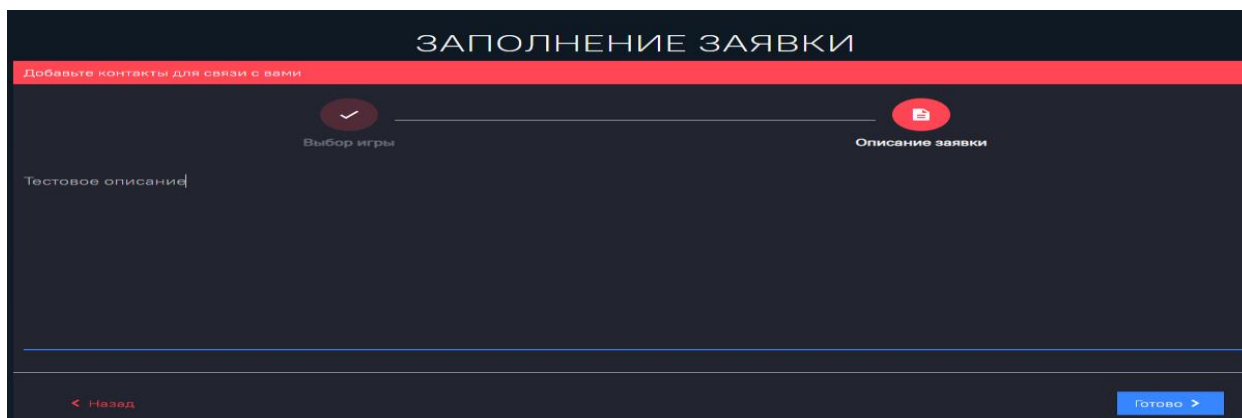 ЗАПОЛНЕНИЕ ЗАЯВКИ
Добавьте контакты для связи с вами
Выбор игры
Описание заявки
Тестовое описание
Назад
Готово